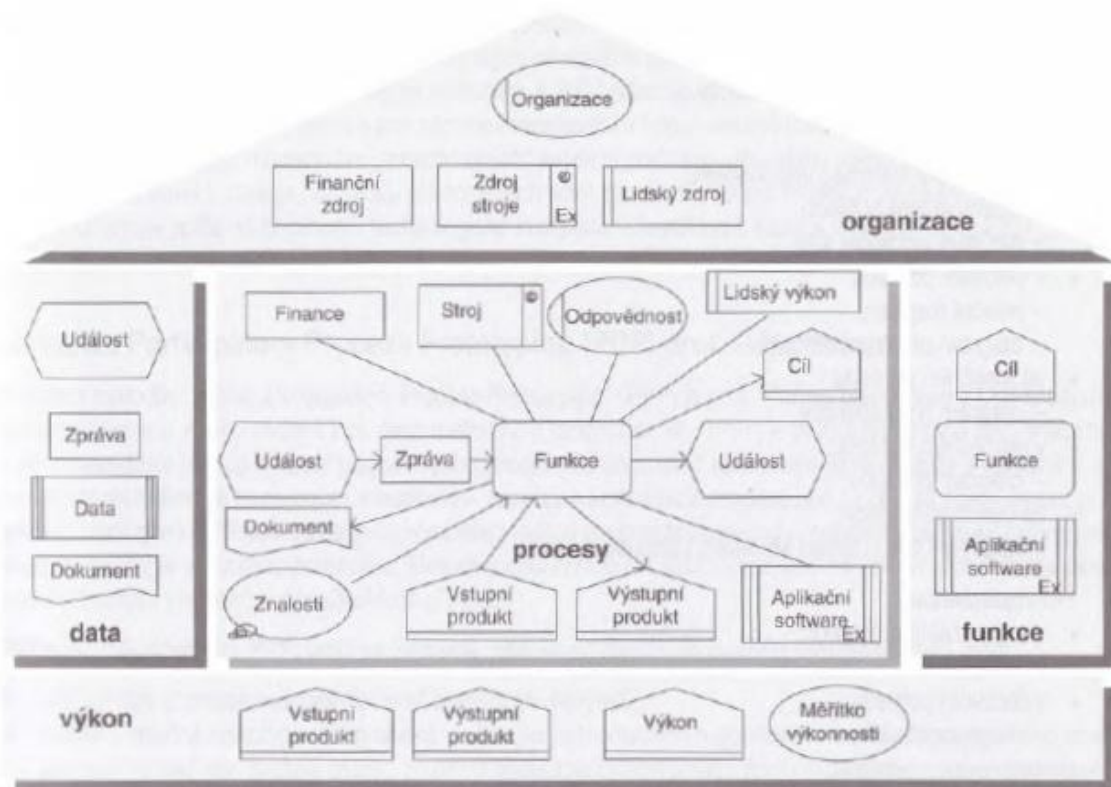 Organizace
Finanční
zdroj
Zdroj
stroje
Ex
Lidský zdroj
organizace
Událost
Zpráva
Data
Dokument
data
Finance
Stroj
Odpovědnost
Lidský výkon
Cíl
Událost
Zpráva
Funkce
Událost
Dokument
procesy
Znalosti
Vstupní
produkt
Výstupní
produkt
Aplikační
software
Ex
Cíl
Funkce
Aplikační
software
Ex
funkce
výkon
Vstupní
produkt
Výstupní
produkt
Výkon
Měřítko
výkonnosti